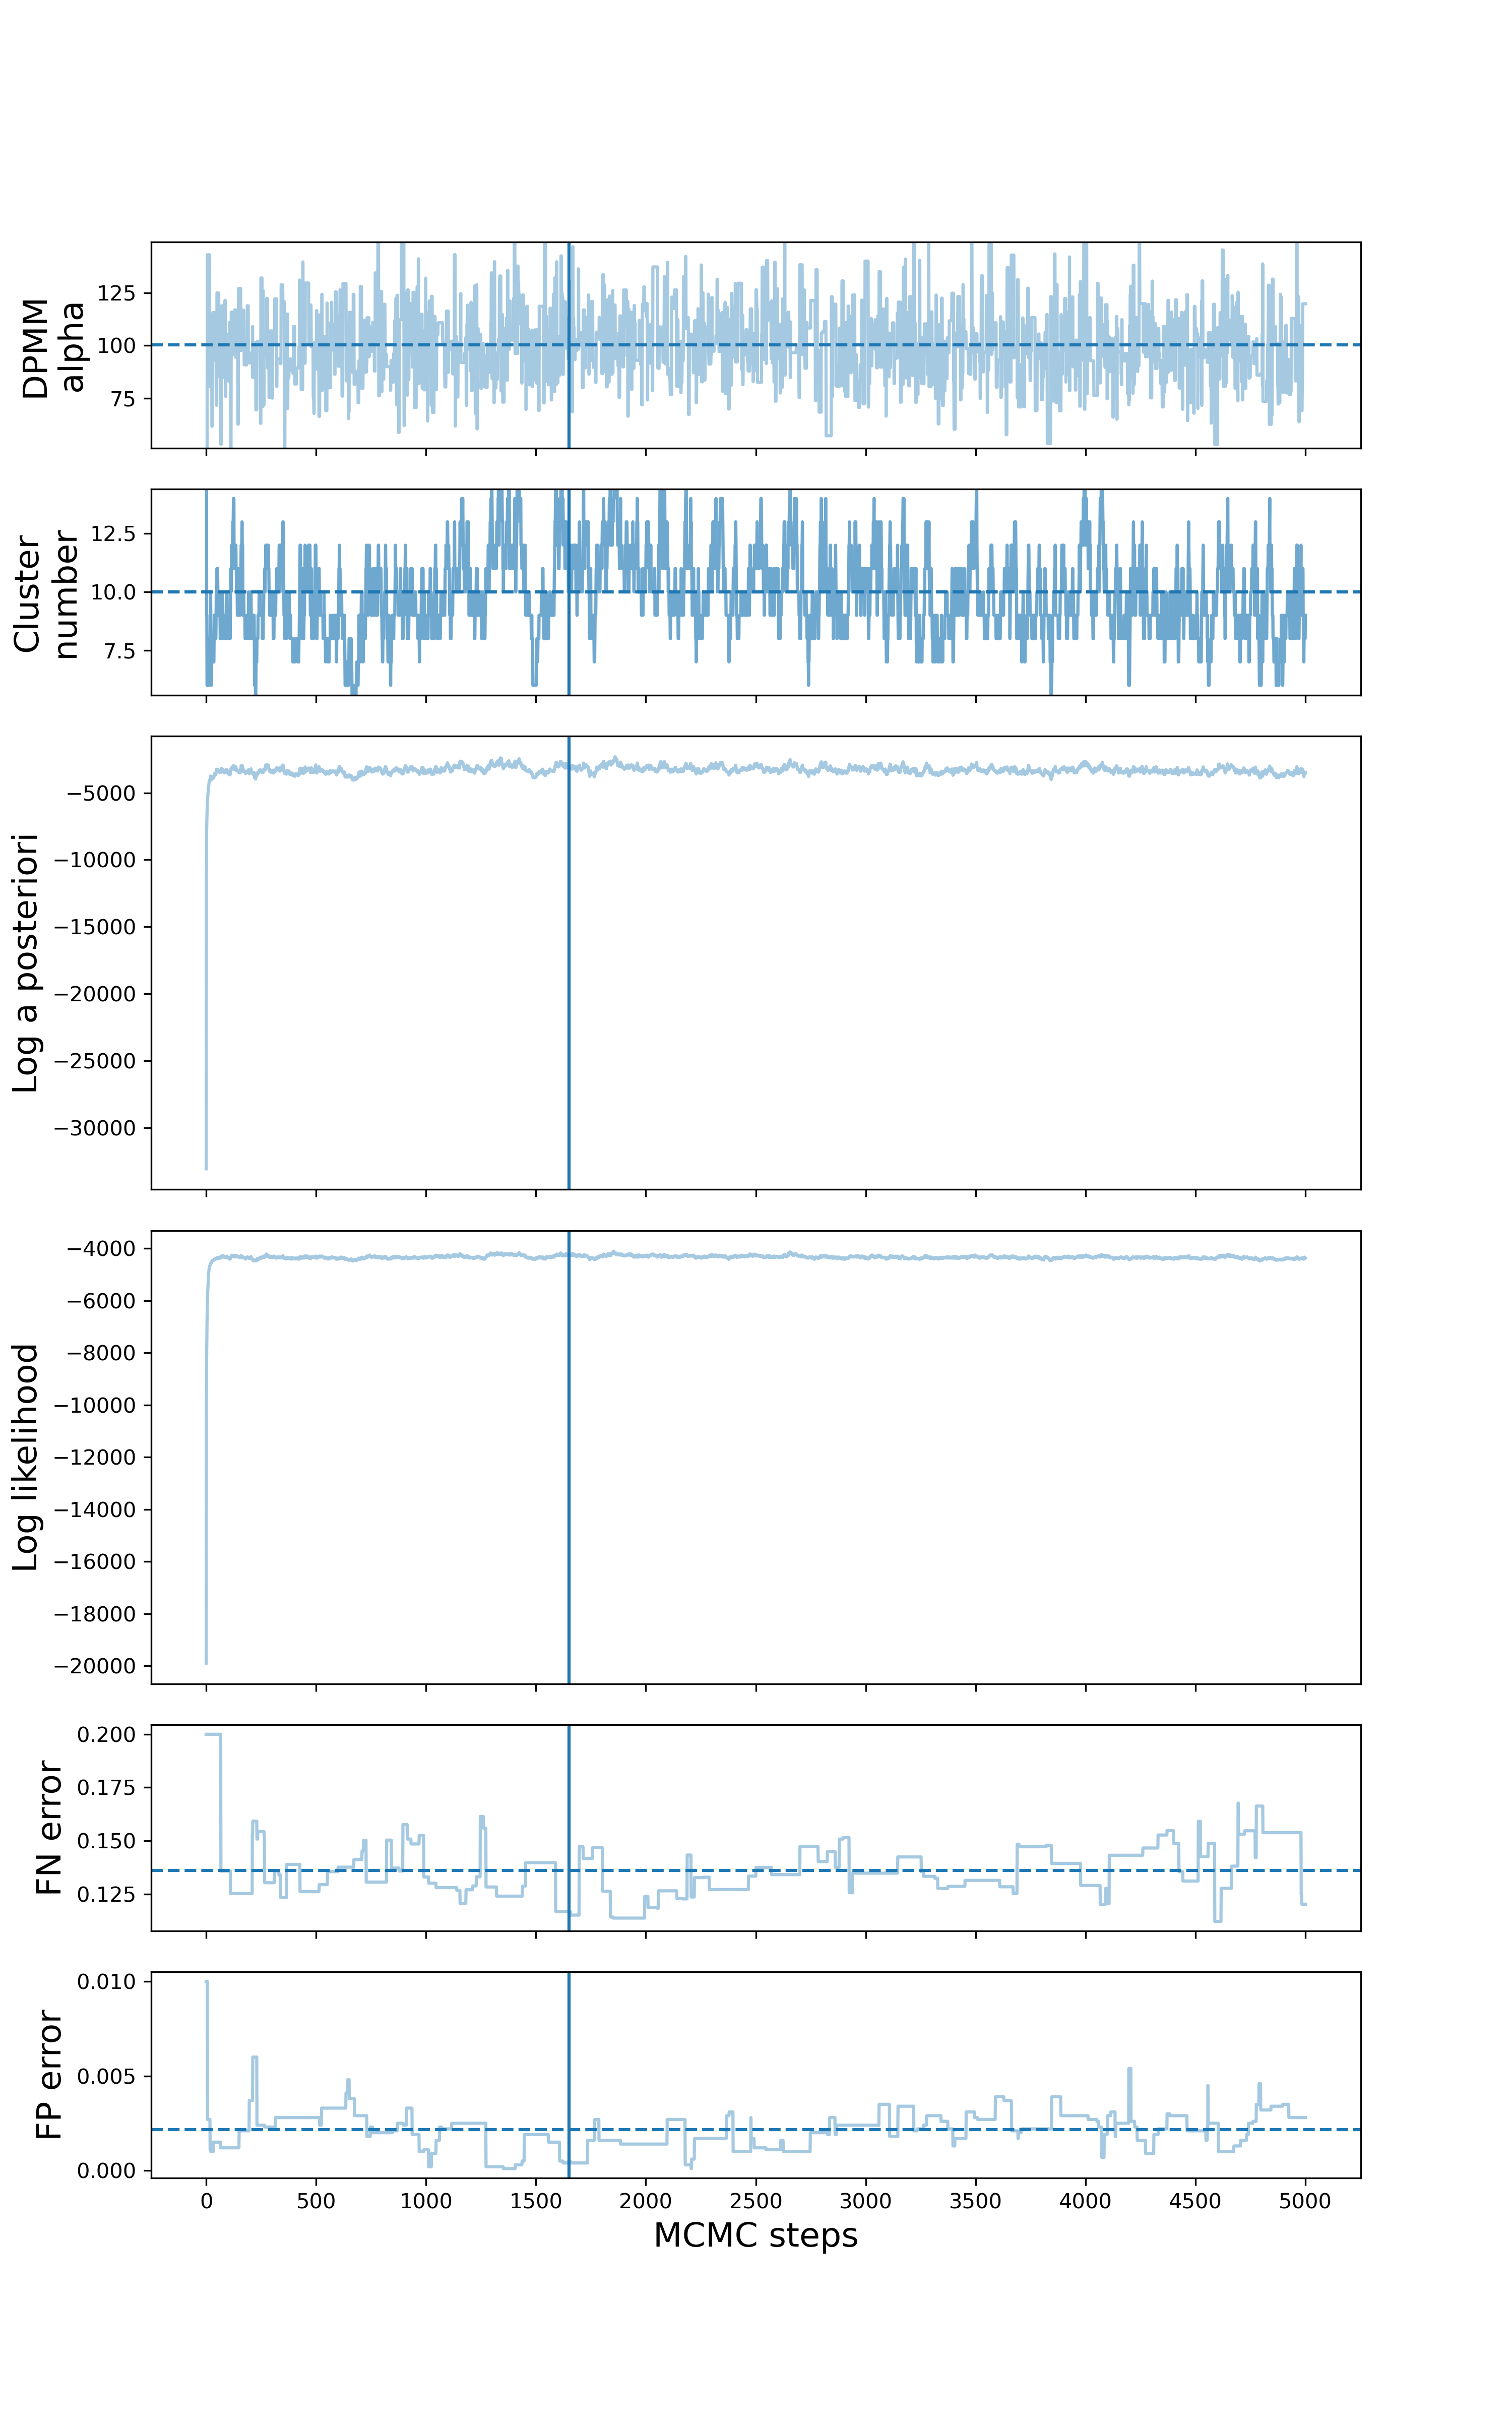 DPMM
alpha
125
100
75
Cluster
number
12.5
10.0
7.5
Log a posteriori
−5000
−10000
−15000
−20000
−25000
−30000
Log likelihood
−4000
−6000
−8000
−10000
−12000
−14000
−16000
−18000
−20000
FN error
0.200
0.175
0.150
0.125
FP error
0.010
0.005
0.000
0 500 1000 1500 2000 2500 3000 3500 4000 4500 5000
MCMC steps